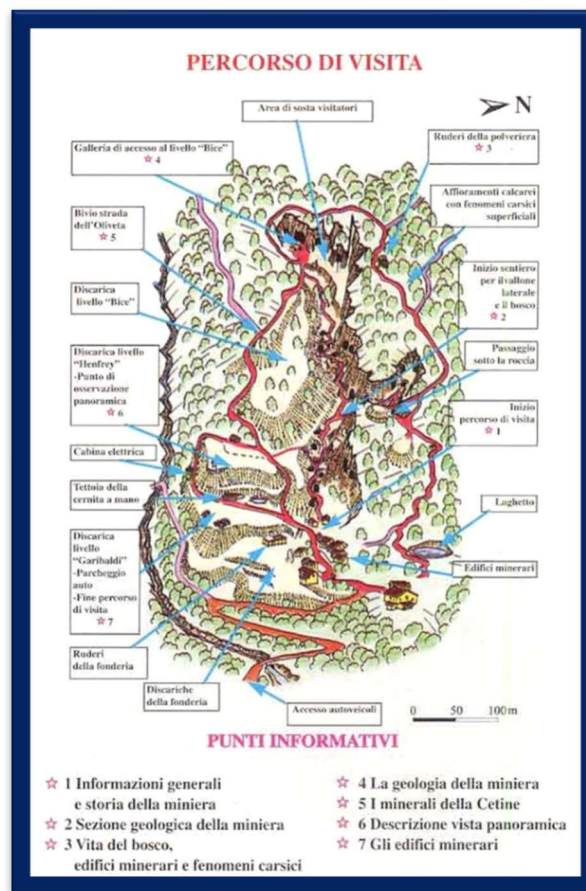 PERCORSO DI VISITA
Area di sosta visitatori
N
Galleria di accesso al livello "Bice"
4
Ruderi della polveriera
3
Bivio strada
dell'Oliveta
5
Affioramenti calcarei
con fenomeni carsici
superficiali
Discarica
livello "Bice"
Inizio sentiero
per ilvallone
laterale
e il bosco
2
Discarica livello
"Henfrey"
-Punto di
osservazione
panoramica
6
Passaggio
sotto la roccia
Inizio
percorso di visita
1
Cabina elettrica
Tettoia della
cernita a mano
Laghetto
Discarica
livello
"Garibaldi"
-Parcheggio
auto
-Fine percorso
di visita
7
Edifici minerari
Ruderi
della fonderia
Discariche
della fonderia
Accesso autoveicoli
0 50 100m
PUNTI INFORMATIVI
1 Informazioni generali
e storia della miniera
2 Sezione geologica della miniera
3 Vita del bosco,
edifici minerari e fenomeni carsici
4 La geologia della miniera
5 I minerali della Cetine
6 Descrizione vista panoramica
7 Gli edifici minerari